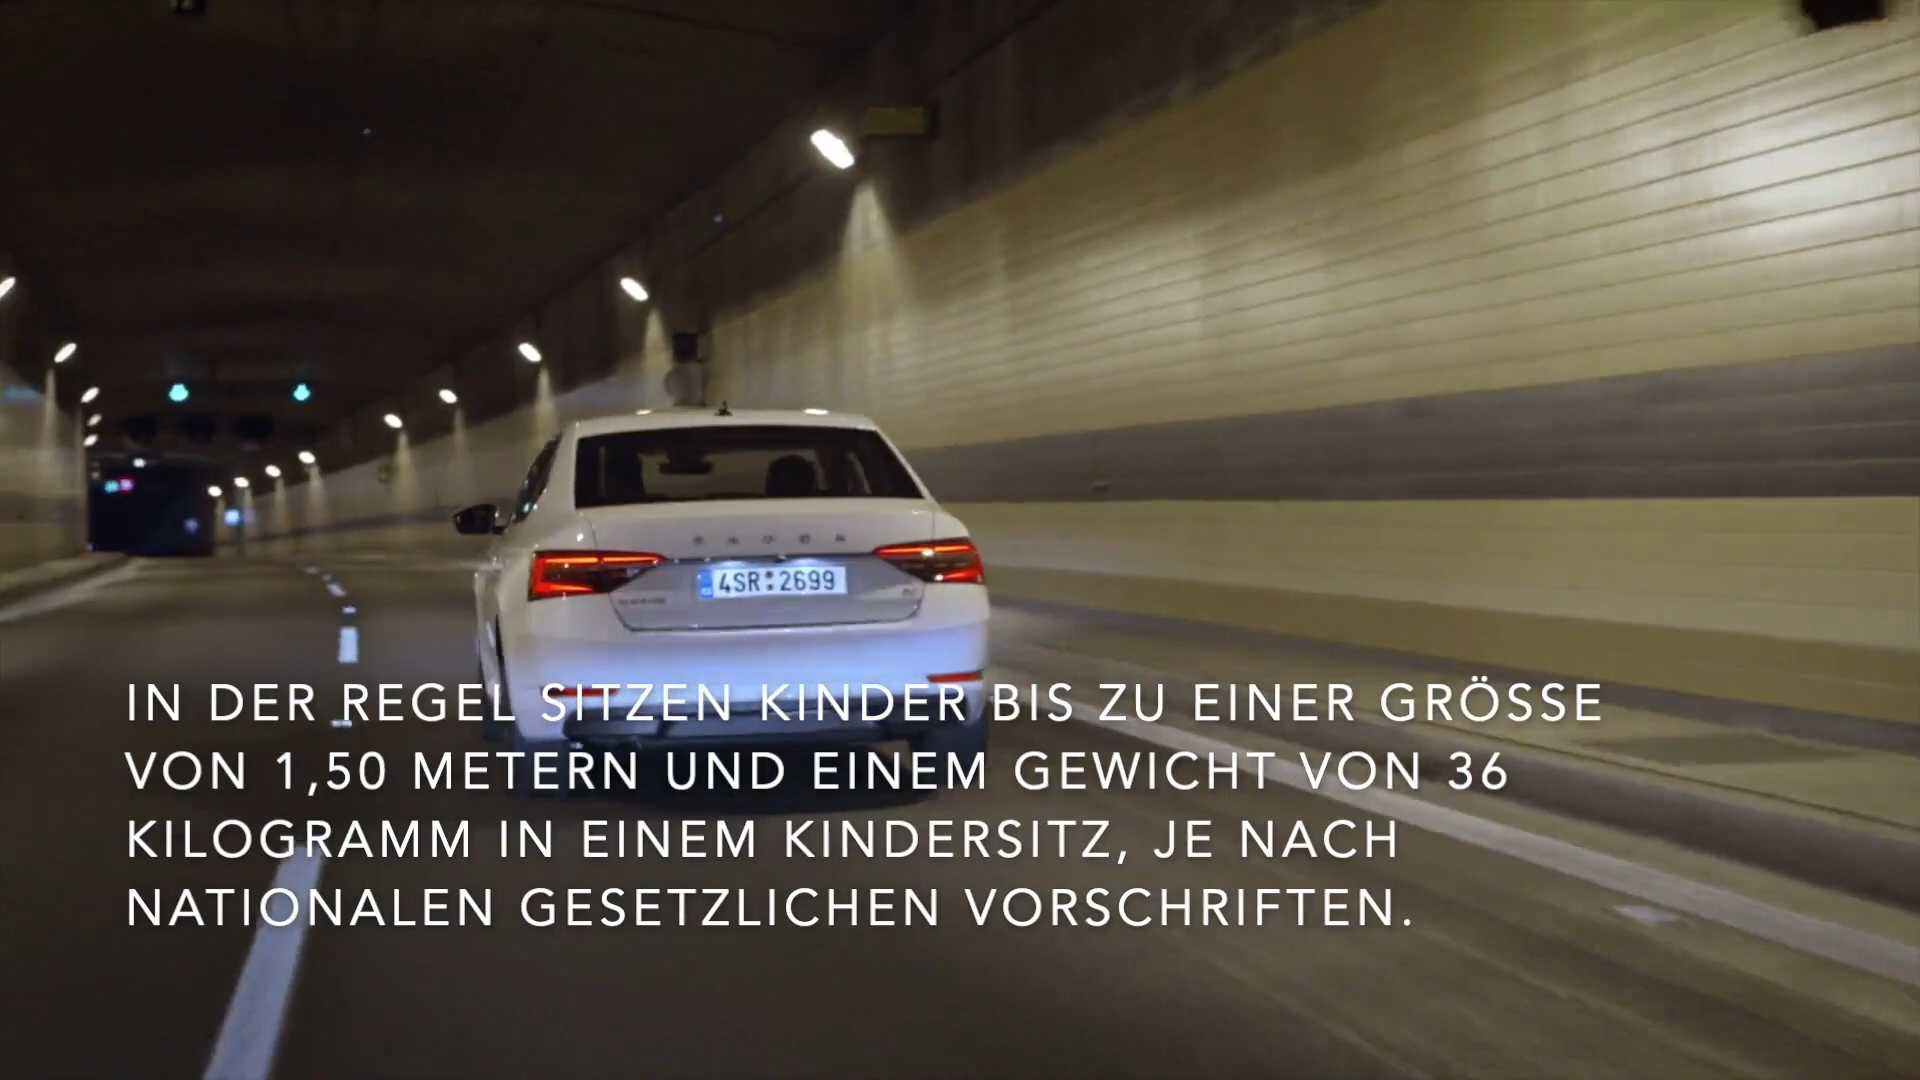 SKODA
4SR 2699
IN DER REGEL SITZEN KINDER BIS ZU EINER GRÖSSE
VON 1,50 METERN UND EINEM GEWICHT VON 36
KILOGRAMM IN EINEM KINDERSITZ, JE NACH
NATIONALEN GESETZLICHEN VORSCHRIFTEN.